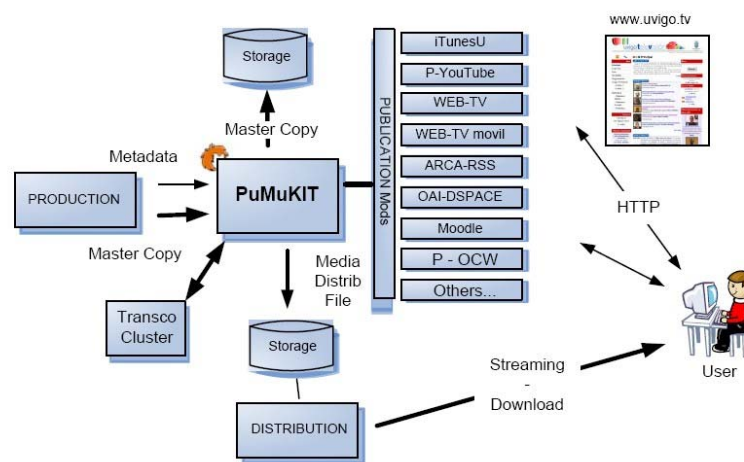 www.uvigo.tv
Storage
iTunesU
P-YouTube
WEB-TV
WEB-TV movil
ARCA-RSS
OAI-DSPACE
Moodle
P - OCW
Others...
PUBLICATION Mods
Master Copy
Metadata
PRODUCTION
PuMuKIT
Master Copy
HTTP
Media
Distrib
File
Transco
Cluster
Storage
User
Streaming
-
Download
DISTRIBUTION